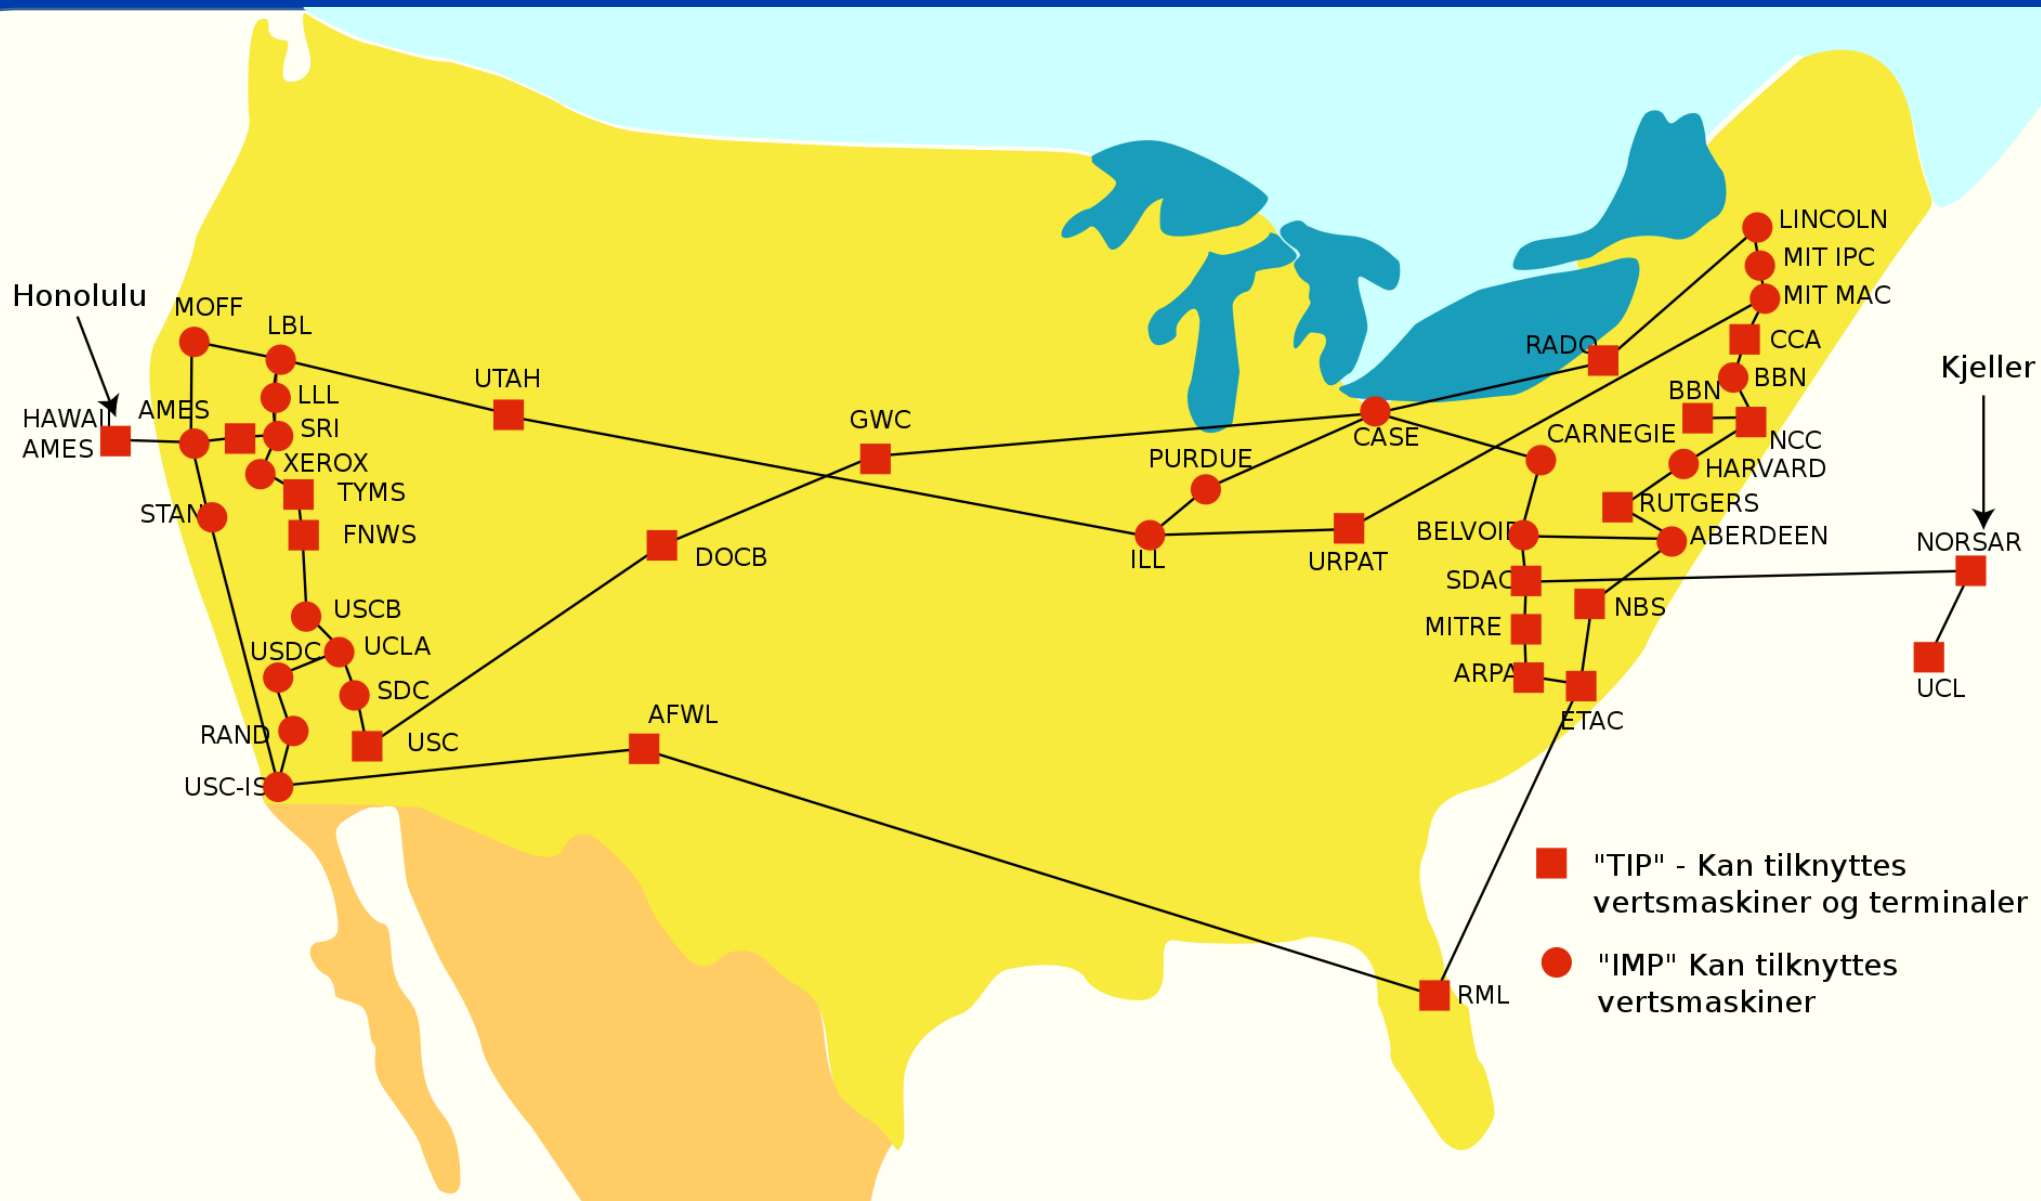 LINCOLN
MIT IPC
MIT MAC
Honolulu
MOFF
LBL
RADO
CCA
Kjeller
UTAH
BBN
BBN
LLL
HAWAII
AMES
AMES
SRI
GWC
CASE
CARNEGIE
NCC
XEROX
PURDUE
HARVARD
TYMS
RUTGERS
STAN
FNWS
BELVOIR
ABERDEEN
NORSAR
DOCB
ILL
URPAT
SDAC
USCB
NBS
UCLA
USDC
MITRE
SDC
ARPA
UCL
AFWL
ETAC
RAND
USC
USC-IS
"TIP" - Kan tilknyttes
vertsmaskiner og terminaler
"IMP" Kan tilknyttes
vertsmaskiner
RML